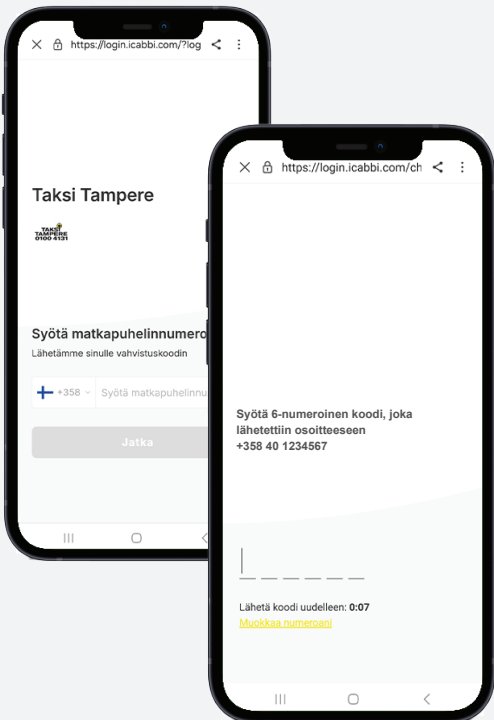 https://login.icabbi.com/?log
Taksi Tampere
TAKSI
TAMPERE
0100 4131
Syötä matkapuhelinnumero
Lähetämme sinulle vahvistuskoodin
+358
Syötä matkapuhelinnu
Jatka
https://login.icabbi.com/ch
Syötä 6-numeroinen koodi, joka
lähetettiin osoitteeseen
+358 40 1234567
Lähetä koodi uudelleen: 0:07
Muokkaa numeroani